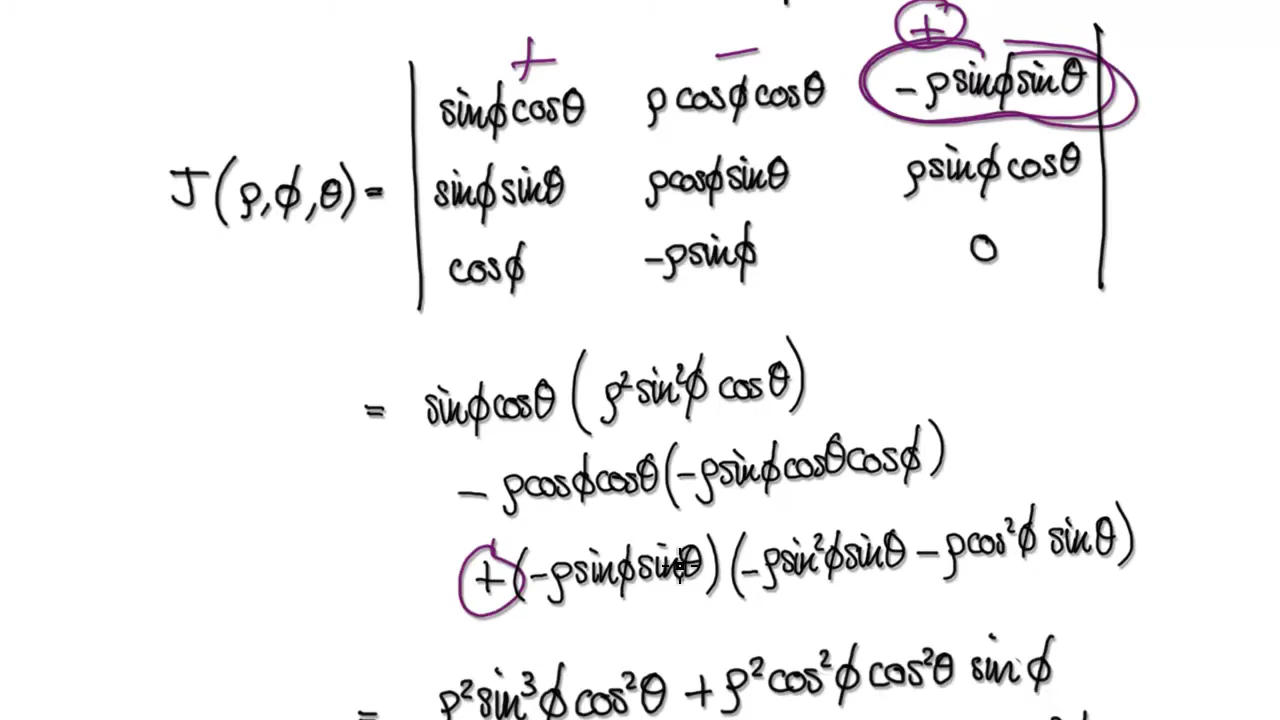 + − +
sinφcosθ ρcosφcosθ −ρsinφsinθ
J(ρ,φ,θ)= sinφsinθ ρcosφsinθ ρsinφcosθ
cosφ −ρsinφ 0
= sinφcosθ(ρ²sin²φ cosθ)
− ρcosφcosθ(−ρsinφcosθcosφ)
+(−ρsinφsinθ)(−ρsin²φsinθ − ρcos²φ sinθ)
= ρ²sin³φcos²θ + ρ²cos²φcos²θ sinφ